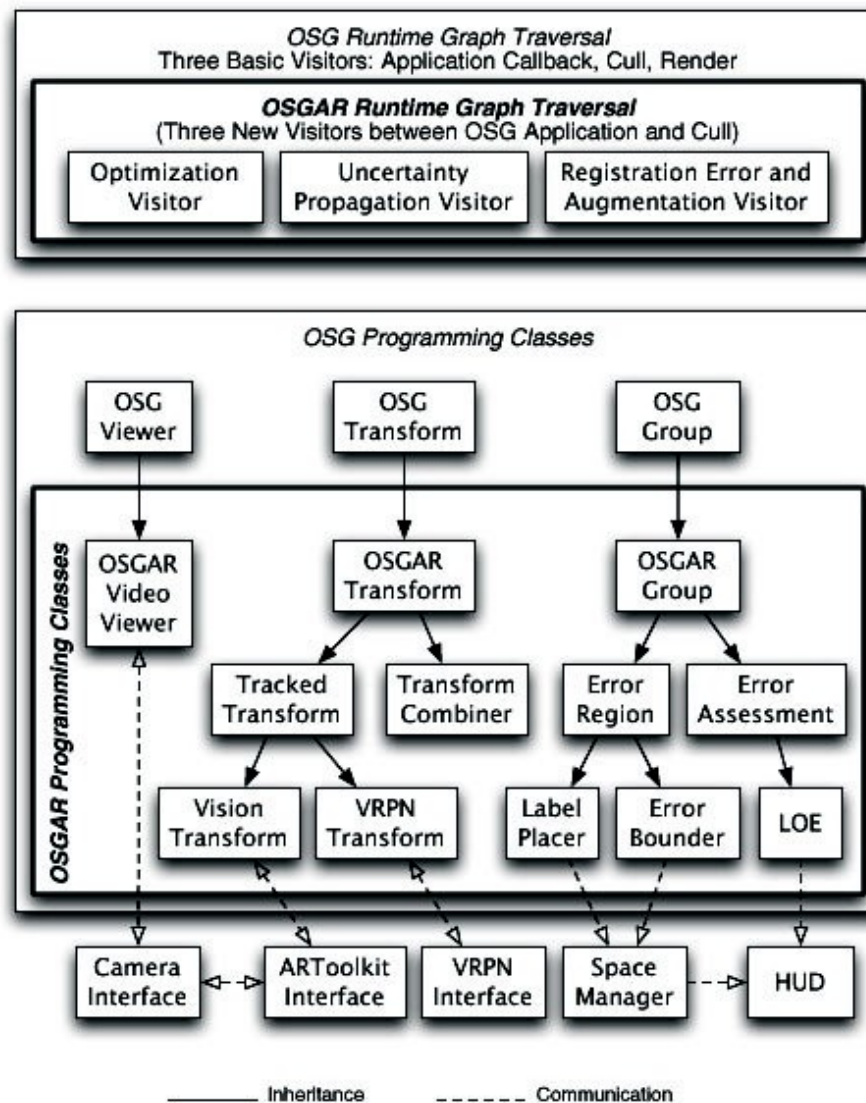 OSG Runtime Graph Traversal
Three Basic Visitors: Application Callback, Cull, Render
OSGAR Runtime Graph Traversal
(Three New Visitors between OSG Application and Cull)
Optimization
Visitor
Uncertainty
Propagation Visitor
Registration Error and
Augmentation Visitor
OSG Programming Classes
OSG
Viewer
OSG
Transform
OSG
Group
OSGAR Programming Classes
OSGAR
Video
Viewer
OSGAR
Transform
OSGAR
Group
Tracked
Transform
Transform
Combiner
Error
Region
Error
Assessment
Vision
Transform
VRPN
Transform
Label
Placer
Error
Bounder
LOE
Camera
Interface
ARToolkit
Interface
VRPN
Interface
Space
Manager
HUD
Inheritance
Communication